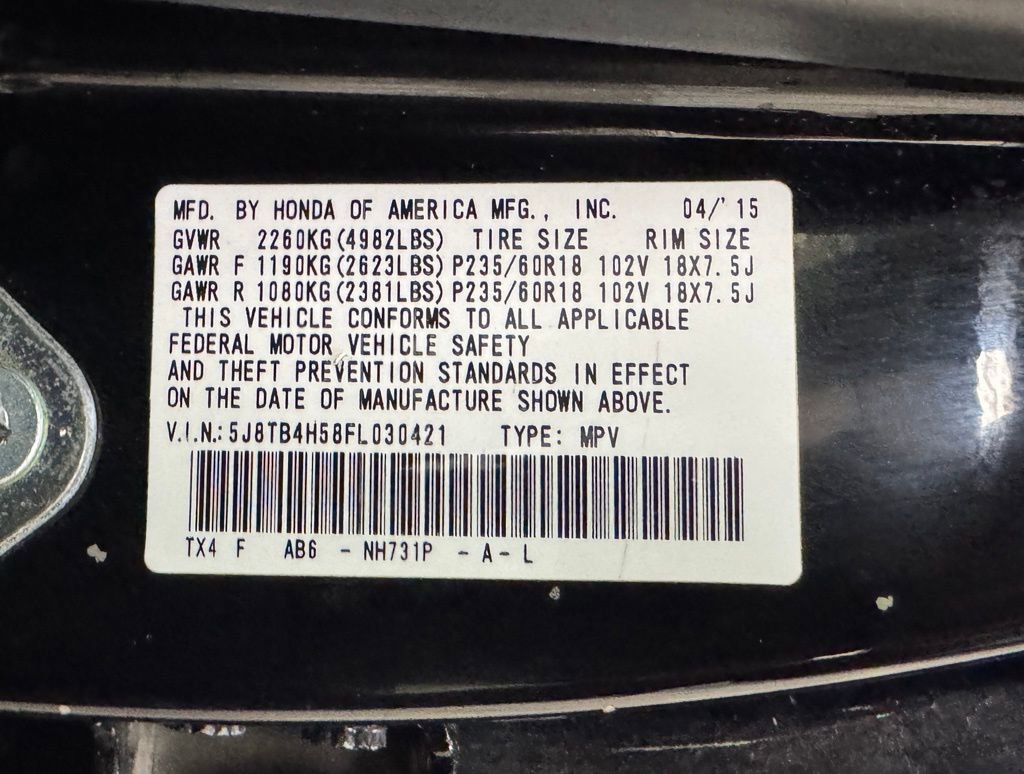 MFD. BY HONDA OF AMERICA MFG., INC. 04/'15
GVWR 2260KG(4982LBS) TIRE SIZE RIM SIZE
GAWR F 1190KG(2623LBS) P235/60R18 102V 18X7.5J
GAWR R 1080KG(2381LBS) P235/60R18 102V 18X7.5J
THIS VEHICLE CONFORMS TO ALL APPLICABLE
FEDERAL MOTOR VEHICLE SAFETY
AND THEFT PREVENTION STANDARDS IN EFFECT
ON THE DATE OF MANUFACTURE SHOWN ABOVE.
V.I.N.: 5J8TB4H58FL030421 TYPE: MPV
TX4 F AB6 - NH731P - A - L